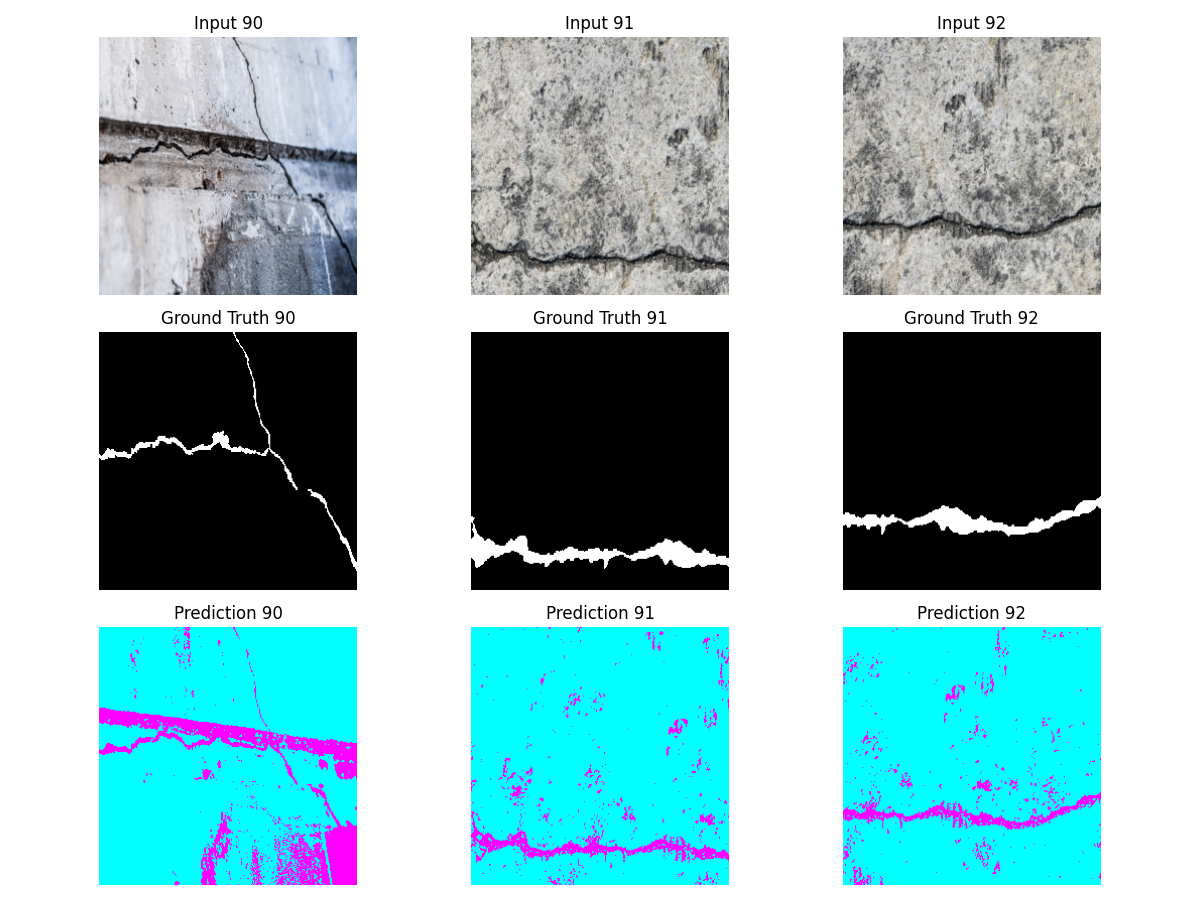 Input 90
Input 91
Input 92
Ground Truth 90
Ground Truth 91
Ground Truth 92
Prediction 90
Prediction 91
Prediction 92